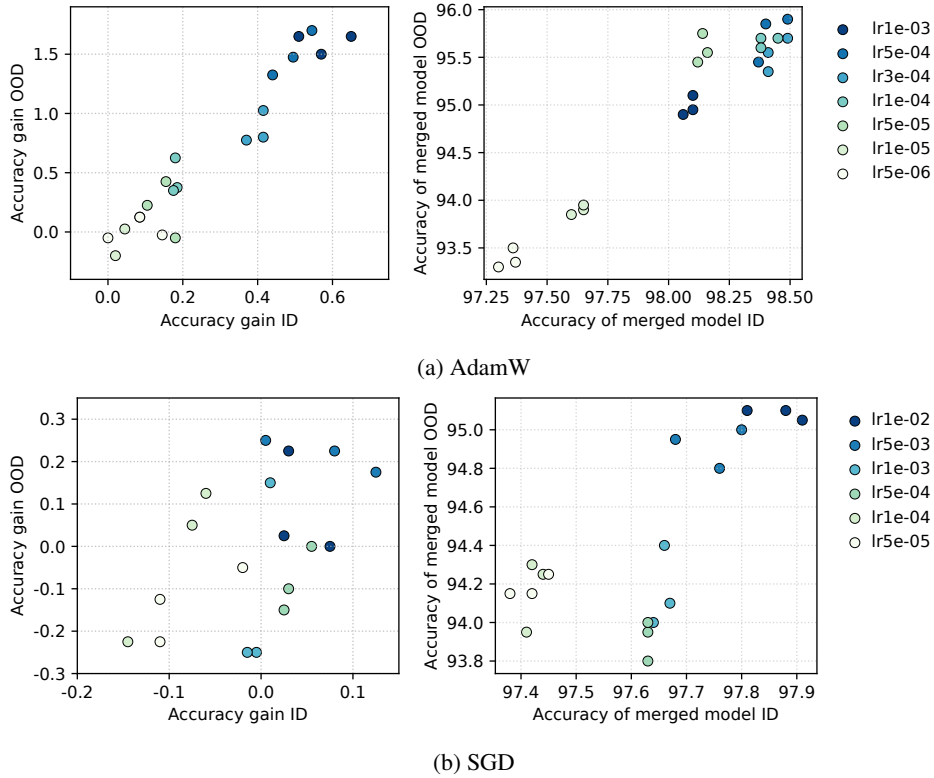 Accuracy gain OOD
1.5
1.0
0.5
0.0
0.0 0.2 0.4 0.6
Accuracy gain ID
Accuracy of merged model OOD
96.0
95.5
95.0
94.5
94.0
93.5
97.25 97.50 97.75 98.00 98.25 98.50
Accuracy of merged model ID
lr1e-03
lr5e-04
lr3e-04
lr1e-04
lr5e-05
lr1e-05
lr5e-06
(a) AdamW
Accuracy gain OOD
0.3
0.2
0.1
0.0
-0.1
-0.2
-0.3
-0.2 -0.1 0.0 0.1
Accuracy gain ID
Accuracy of merged model OOD
95.0
94.8
94.6
94.4
94.2
94.0
93.8
97.4 97.5 97.6 97.7 97.8 97.9
Accuracy of merged model ID
lr1e-02
lr5e-03
lr1e-03
lr5e-04
lr1e-04
lr5e-05
(b) SGD